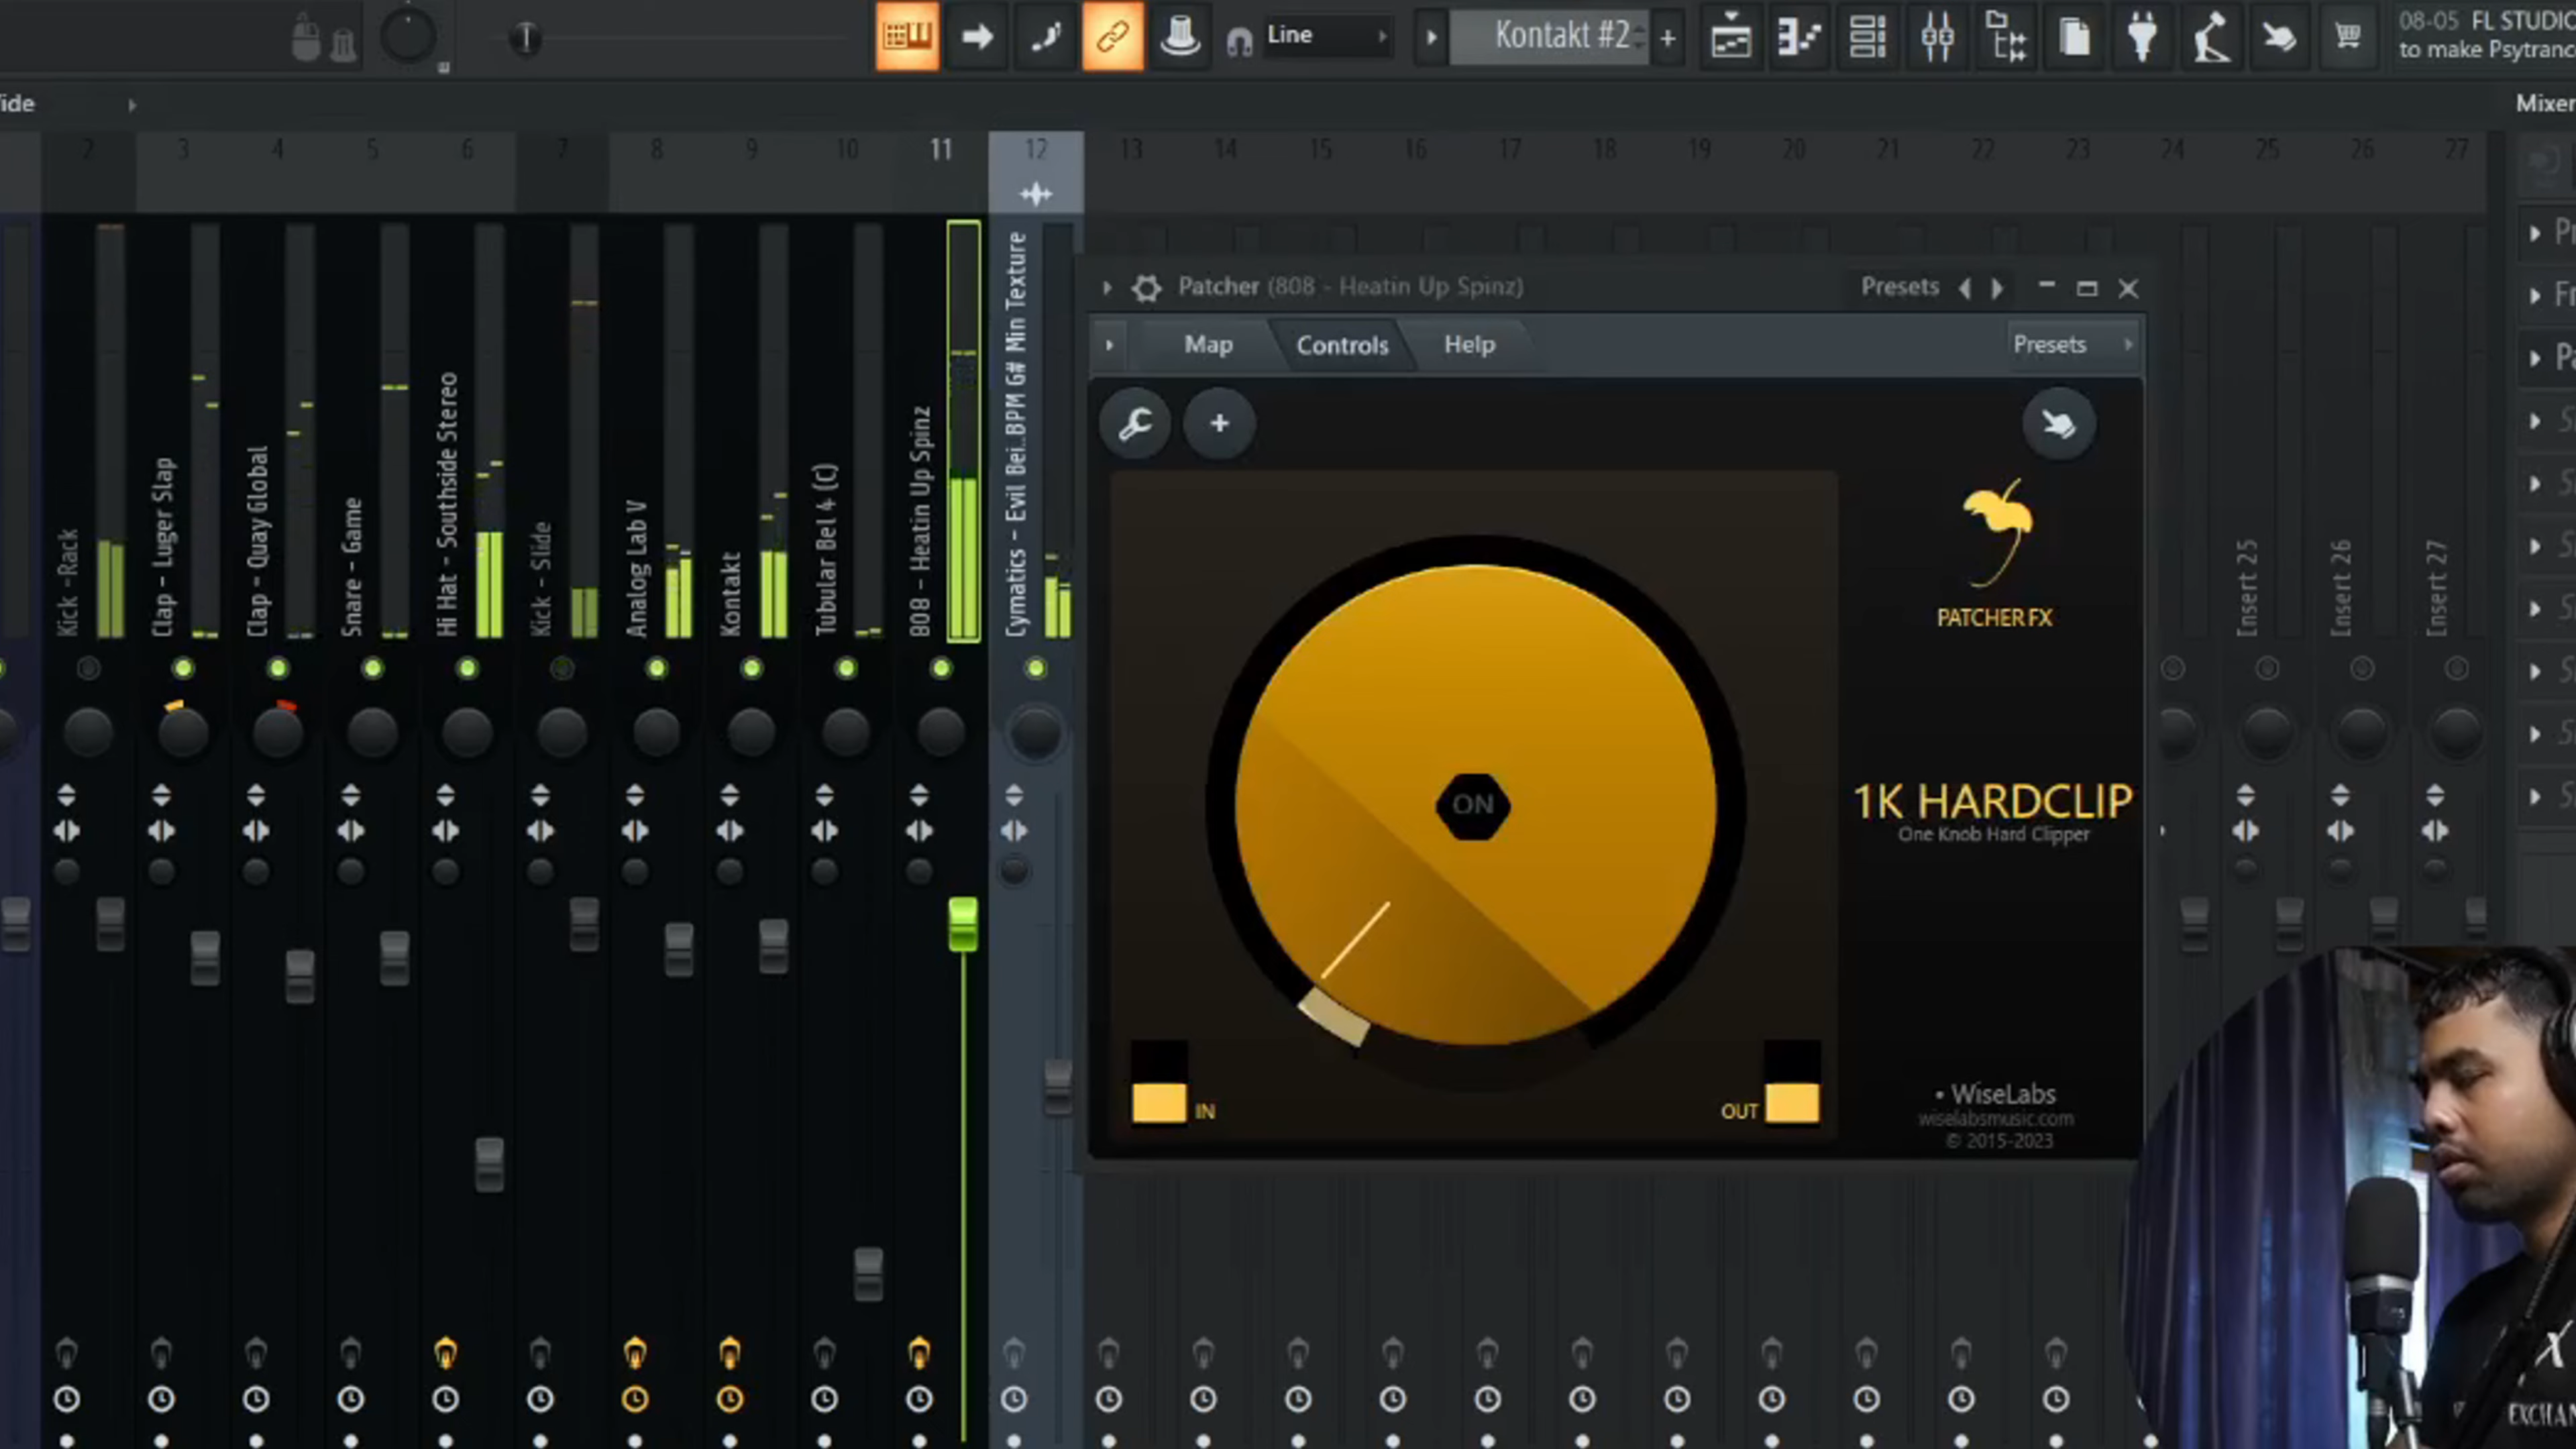 Line
Kontakt #2
08-05 FL STUDIO
to make Psytranc
ide
Mixer
2 3 4 5 6 7 8 9 10 11 12 13 14 15 16 17 18 19 20 21 22 23 24 25 26 27
Kick -Rack
Clap - Luger Slap
Clap - Quay Global
Snare - Game
Hi Hat - Southside Stereo
Kick - Slide
Analog Lab V
Kontakt
Tubular Bel 4 (C)
808 - Heatin Up Spinz
Cymatics - Evil Bei..BPM G# Min Texture
Patcher (808 - Heatin Up Spinz)
Presets
Map
Controls
Help
Presets
PATCHER FX
ON
1K HARDCLIP
One Knob Hard Clipper
IN
OUT
• WiseLabs
wiselabsmusic.com
© 2015-2023
Insert 25
Insert 26
Insert 27
Pr
Fr
Pa
X
EXCHAN